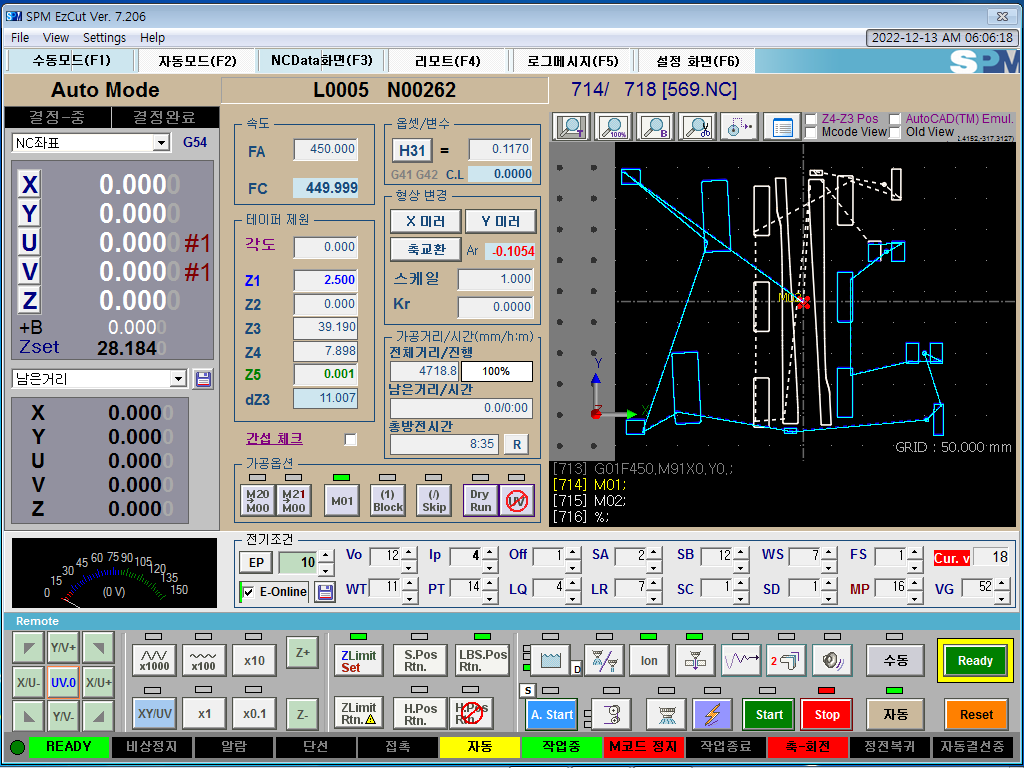 SPM EzCut Ver. 7.206
File View Settings Help
2022-12-13 AM 06:06:18
수동모드(F1) 자동모드(F2) NCData화면(F3) 리모트(F4) 로그메시지(F5) 설정 화면(F6)
SPM
Auto Mode
L0005 N00262
714/ 718 [569.NC]
결정-중 결정완료
NC좌표 G54
X 0.0000
Y 0.0000
U 0.0000 #1
V 0.0000 #1
Z 0.0000
+B 0.0000
Zset 28.1840
남은거리
X 0.0000
Y 0.0000
U 0.0000
V 0.0000
Z 0.0000
속도
FA 450.000
FC 449.999
테이퍼 제원
각도 0.000
Z1 2.500
Z2 0.000
Z3 39.190
Z4 7.898
Z5 0.001
dZ3 11.007
간섭 체크
옵셋/변수
H31 = 0.1170
G41 G42 C.L 0.0000
형상 변경
X 미러 Y 미러
축교환 Ar -0.1054
스케일 1.000
Kr 0.0000
가공거리/시간(mm/h:m)
전체거리/진행
4718.8 100%
남은거리/시간
0.0/0:00
총방전시간
8:35 R
가공옵션
M20 M00
M21 M00
M01
(1) Block
(/) Skip
Dry Run
UV
T 100% B
Z4-Z3 Pos AutoCAD(TM) Emul.
Mcode View Old View
M01
Y
X
Z
GRID : 50.000 mm
[713] G01F450,M91X0,Y0,;
[714] M01;
[715] M02;
[716] %;
0 15 30 45 60 75 90 105 120 135 150
(0 V)
전기조건
EP 10
E-Online
Vo 12 Ip 4 Off 1 SA 2 SB 12 WS 7 FS 1 Cur. v 18
WT 11 PT 14 LQ 4 LR 7 SC 1 SD 1 MP 16 VG 52
Remote
Y/V+
X/U- UV.0 X/U+
Y/V-
x1000 x100 x10 Z+
XY/UV x1 x0.1 Z-
ZLimit Set
S.Pos Rtn.
LBS.Pos Rtn.
ZLimit Rtn.
H.Pos Rtn.
H.Pos Rtn.
D Ion 2 수동 Ready
S A. Start Start Stop 자동 Reset
READY 비상정지 알람 단선 접촉 자동 작업중 M코드 정지 작업종료 축-회전 정전복귀 자동결선중